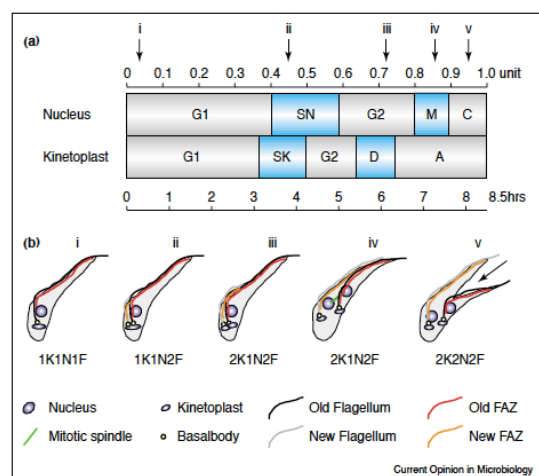 (a)
i ii iii iv v
0 0.1 0.2 0.3 0.4 0.5 0.6 0.7 0.8 0.9 1.0 unit
Nucleus G1 SN G2 M C
Kinetoplast G1 SK G2 D A
0 1 2 3 4 5 6 7 8 8.5hrs
(b) i ii iii iv v
1K1N1F 1K1N2F 2K1N2F 2K1N2F 2K2N2F
Nucleus Kinetoplast Old Flagellum Old FAZ
Mitotic spindle Basalbody New Flagellum New FAZ
Current Opinion in Microbiology